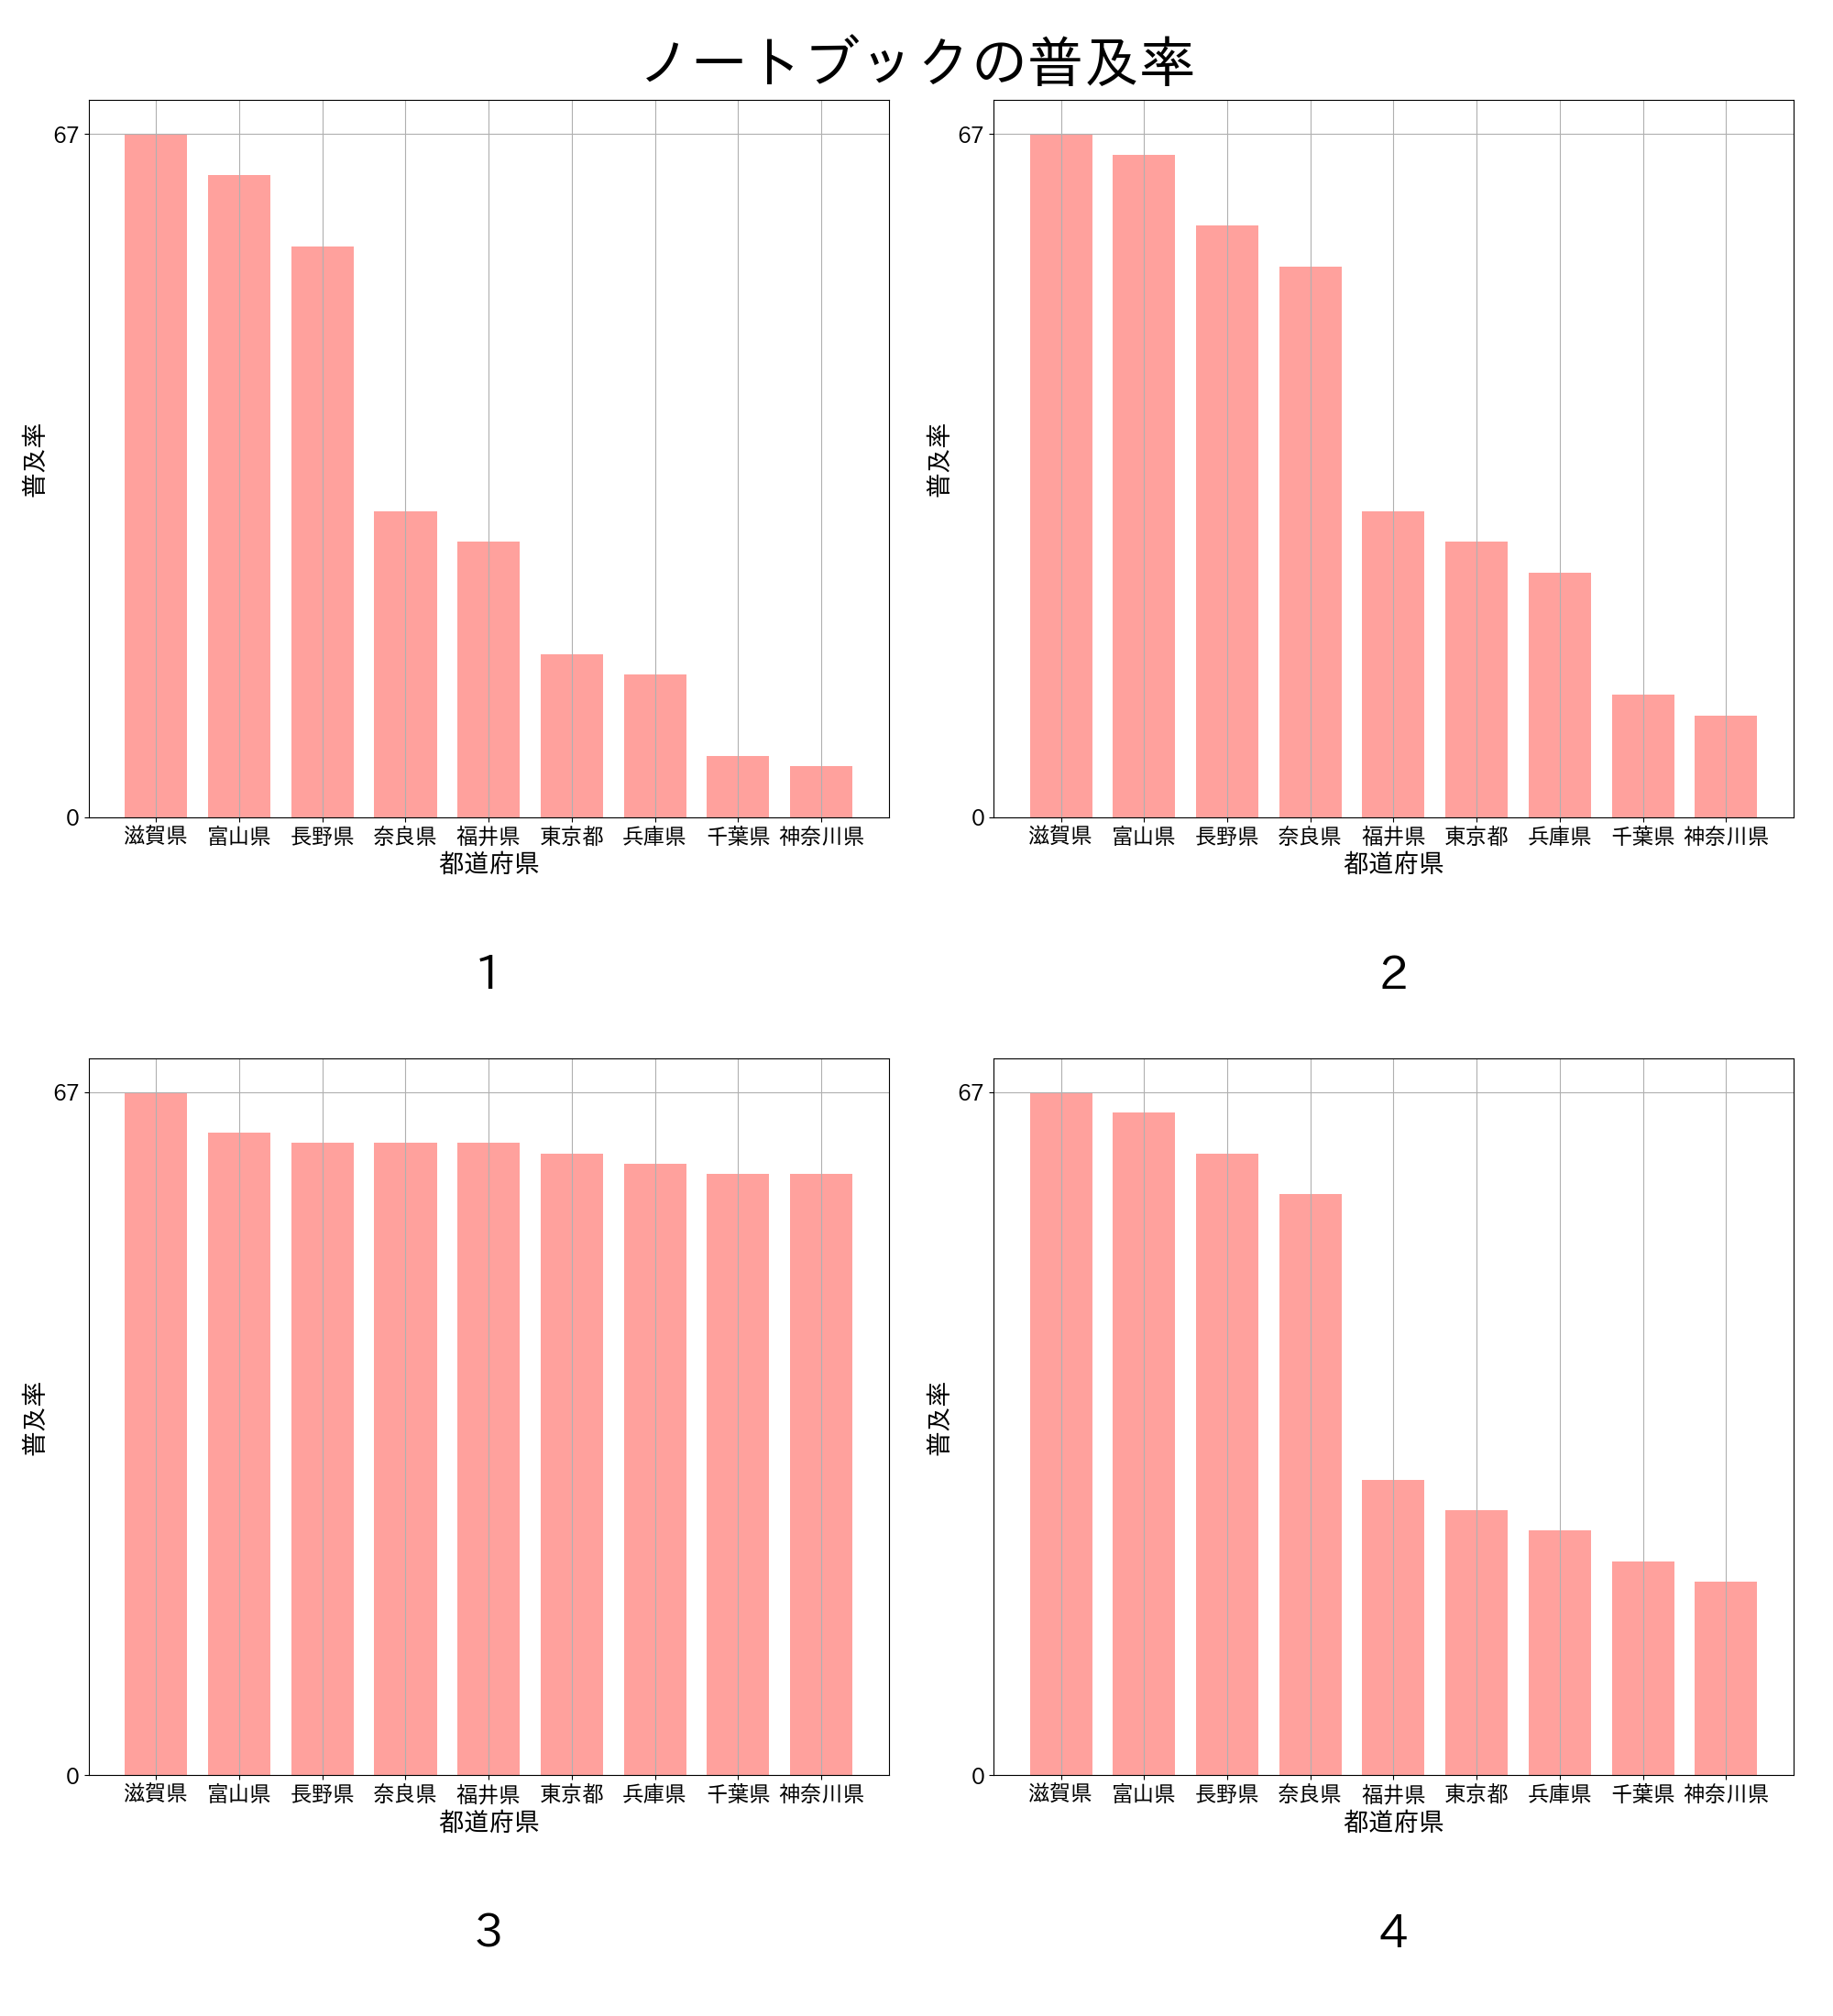 ノートブックの普及率
67
0
普及率
滋賀県 富山県 長野県 奈良県 福井県 東京都 兵庫県 千葉県 神奈川県
都道府県
1
67
0
普及率
滋賀県 富山県 長野県 奈良県 福井県 東京都 兵庫県 千葉県 神奈川県
都道府県
2
67
0
普及率
滋賀県 富山県 長野県 奈良県 福井県 東京都 兵庫県 千葉県 神奈川県
都道府県
3
67
0
普及率
滋賀県 富山県 長野県 奈良県 福井県 東京都 兵庫県 千葉県 神奈川県
都道府県
4